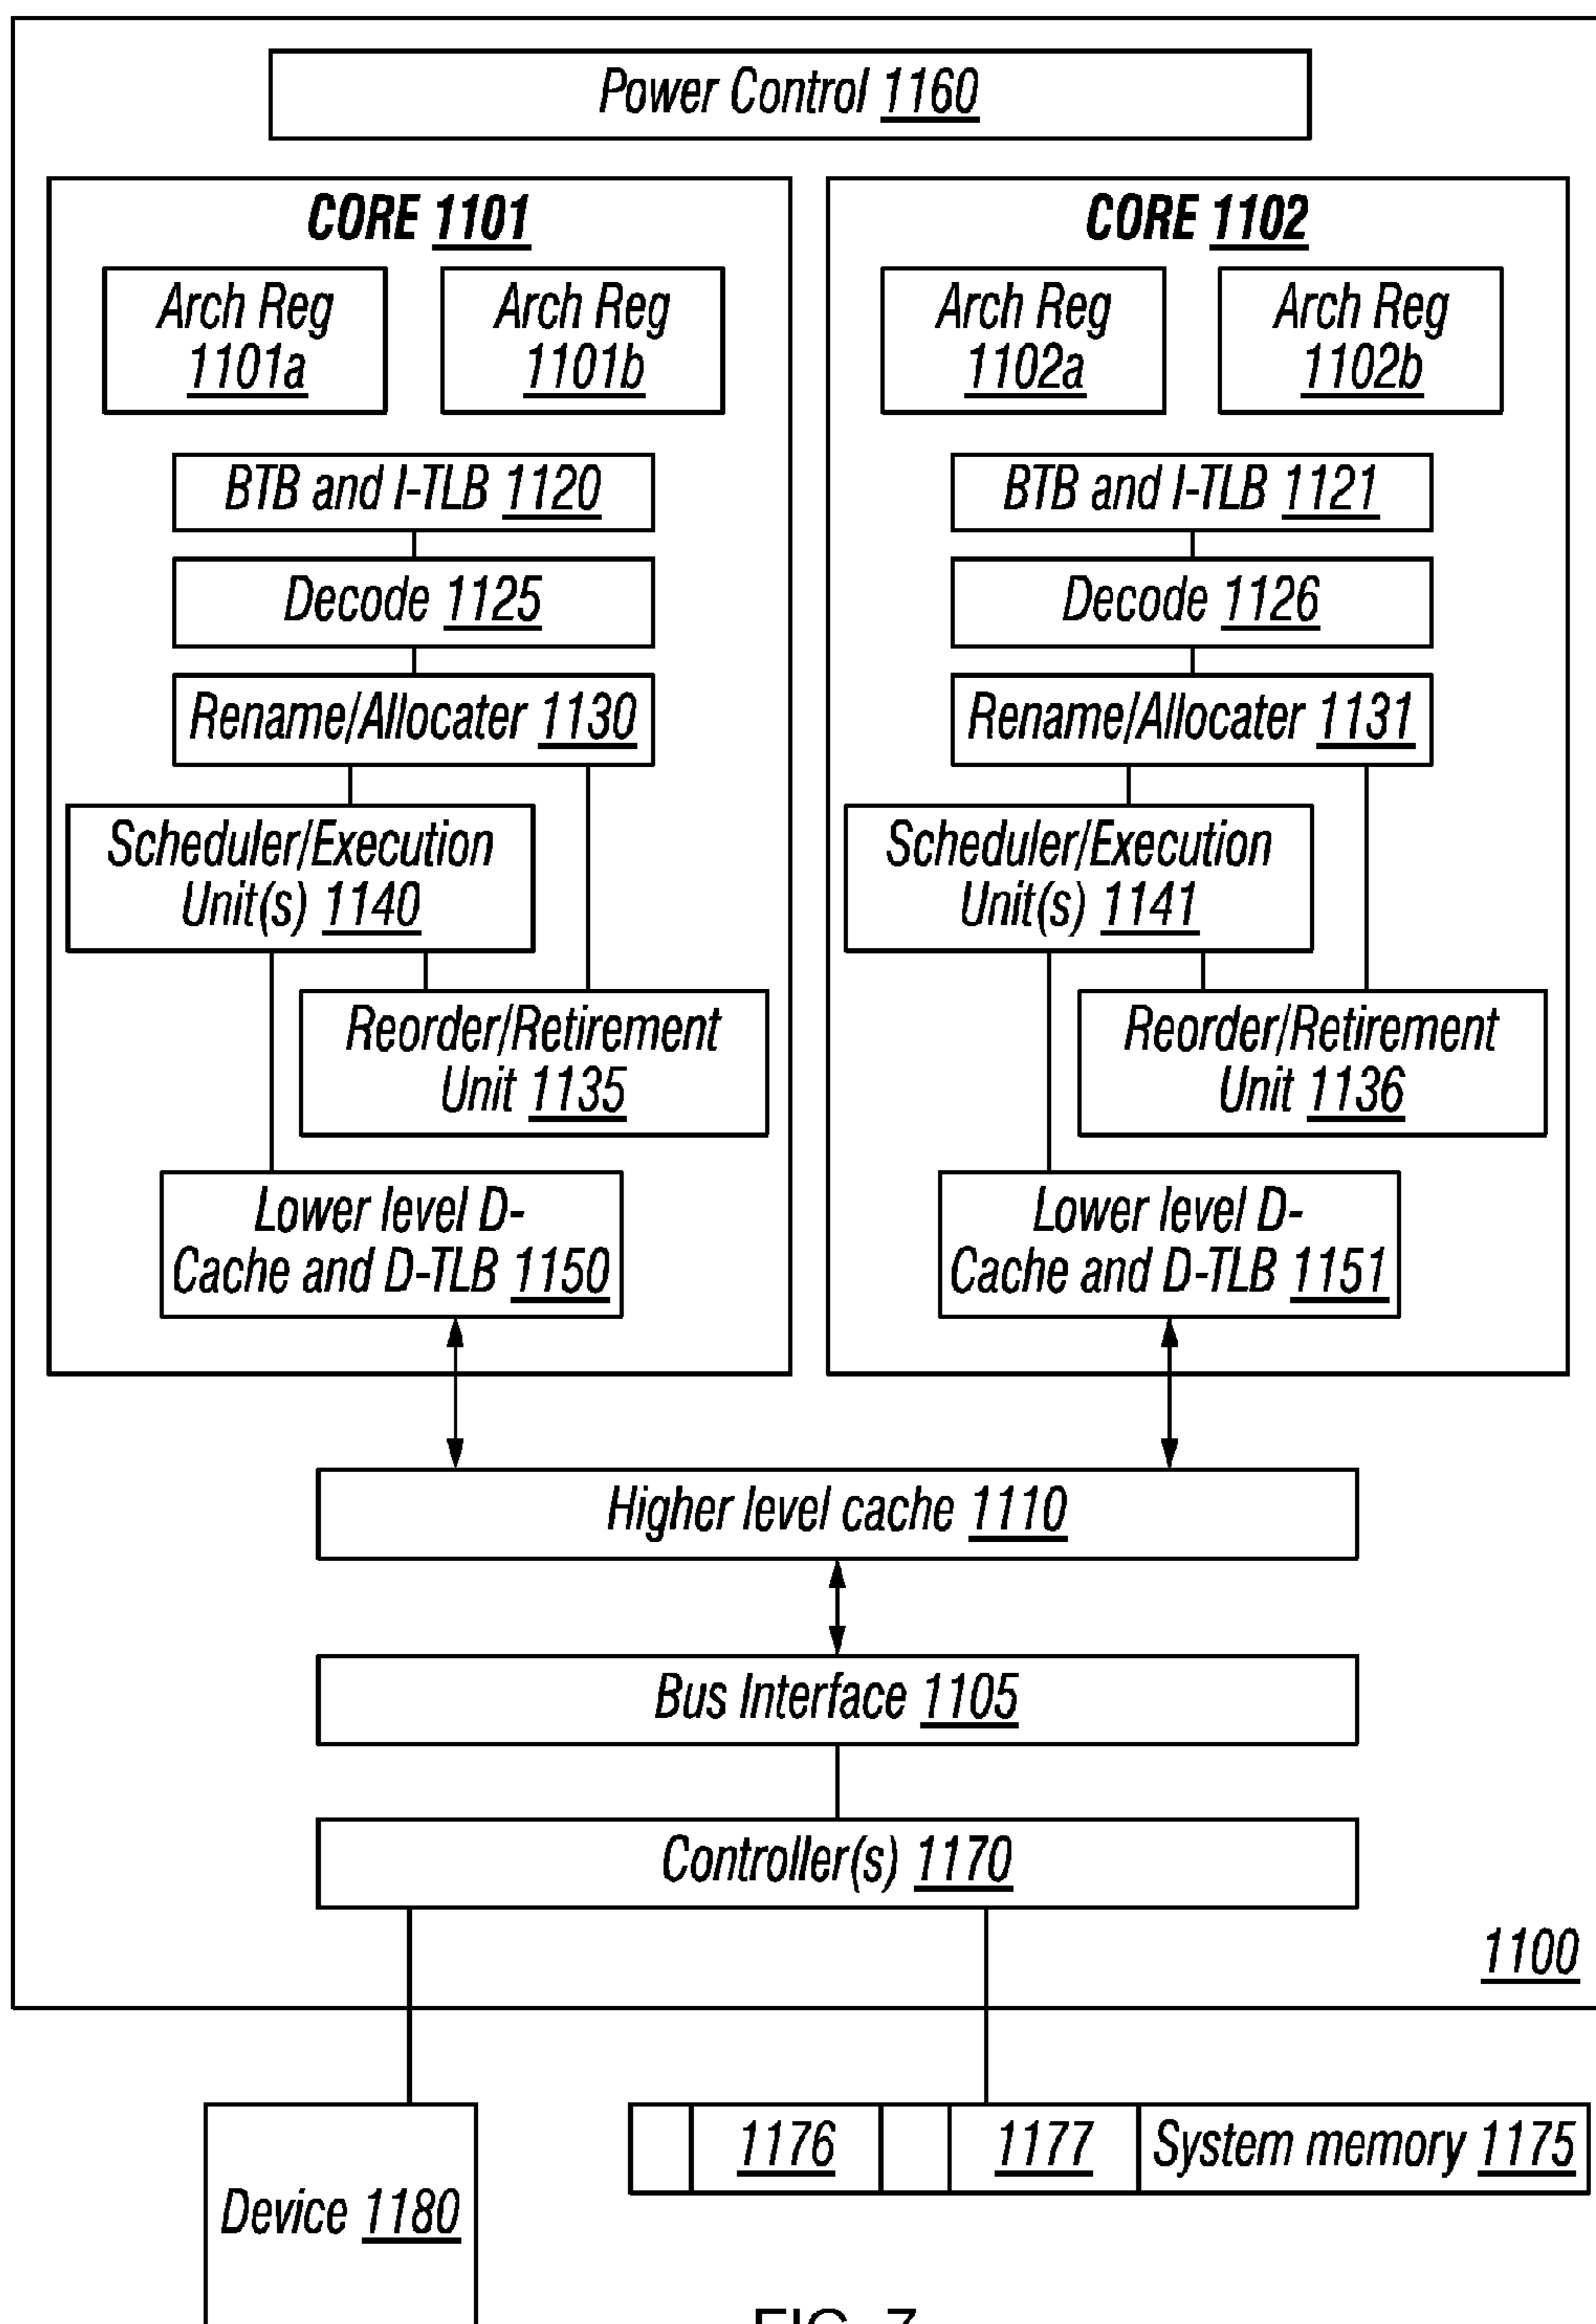 Power Control 1160
CORE 1101
Arch Reg
1101a
Arch Reg
1101b
BTB and I-TLB 1120
Decode 1125
Rename/Allocater 1130
Scheduler/Execution
Unit(s) 1140
Reorder/Retirement
Unit 1135
Lower level D-
Cache and D-TLB 1150
CORE 1102
Arch Reg
1102a
Arch Reg
1102b
BTB and I-TLB 1121
Decode 1126
Rename/Allocater 1131
Scheduler/Execution
Unit(s) 1141
Reorder/Retirement
Unit 1136
Lower level D-
Cache and D-TLB 1151
Higher level cache 1110
Bus Interface 1105
Controller(s) 1170
1100
1176
1177
System memory 1175
Device 1180
FIG. 7